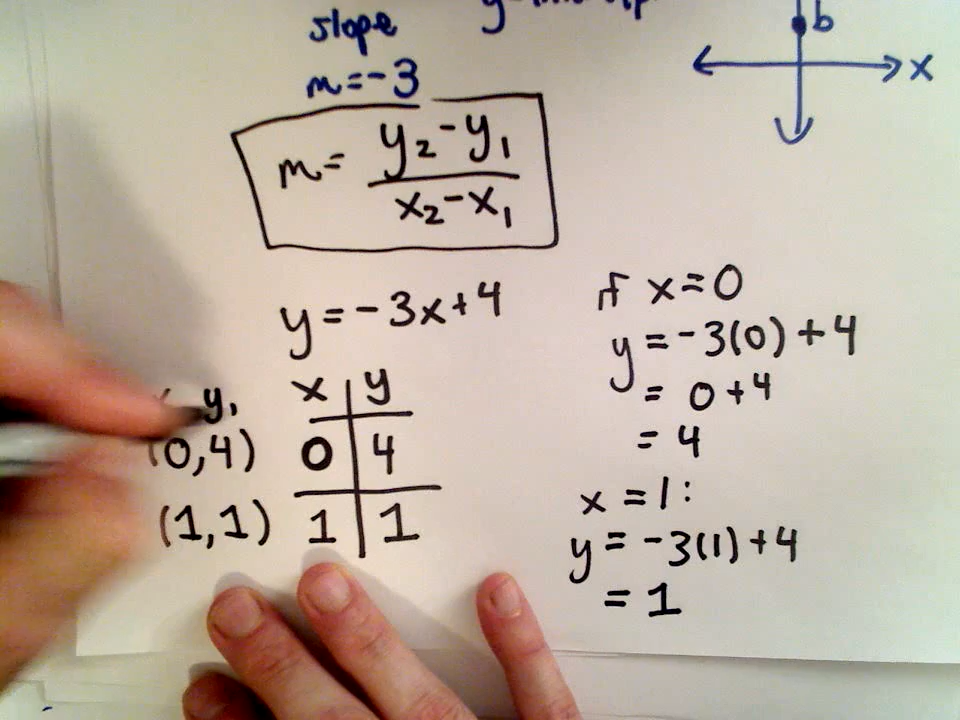 slope
b
m = -3
x
m = y₂ - y₁ / x₂ - x₁
y = -3x + 4
x | y
y₁
(0,4) 0 | 4
(1,1) 1 | 1
if x = 0
y = -3(0) + 4
= 0 + 4
= 4
x = 1:
y = -3(1) + 4
= 1